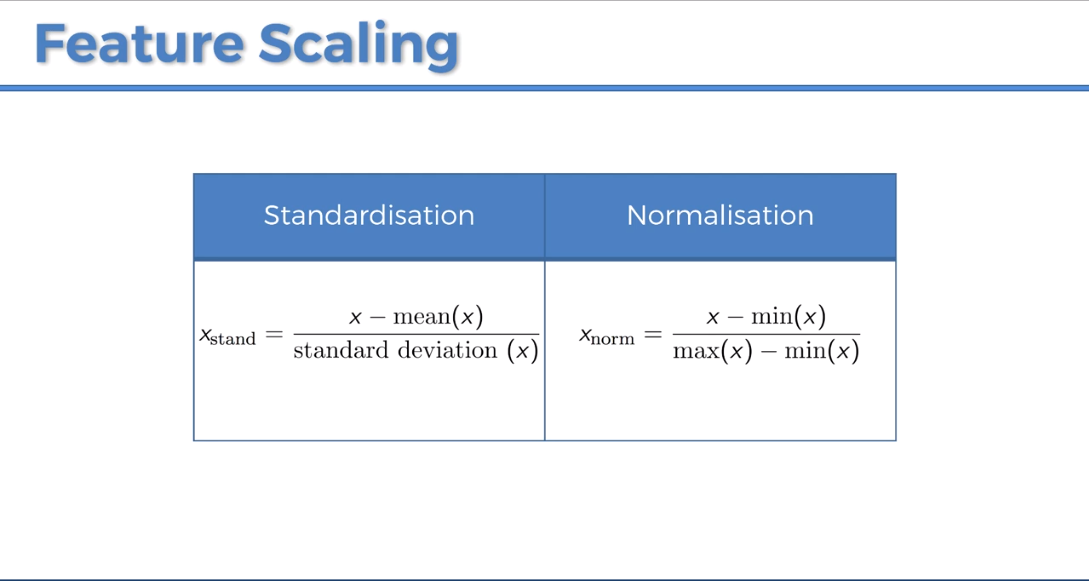 Feature Scaling
Standardisation
Normalisation
x_stand = (x − mean(x)) / (standard deviation (x))
x_norm = (x − min(x)) / (max(x) − min(x))